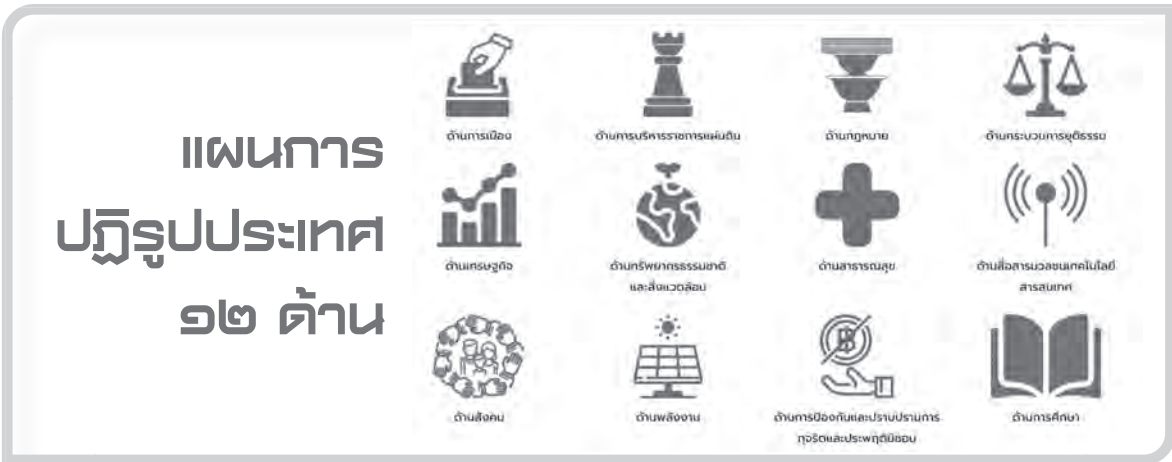 แผนการ
ปฏิรูปประเทศ
๑๒ ด้าน
ด้านการเมือง
ด้านการบริหารราชการแผ่นดิน
ด้านกฎหมาย
ด้านกระบวนการยุติธรรม
ด้านเศรษฐกิจ
ด้านทรัพยากรธรรมชาติ
และสิ่งแวดล้อม
ด้านสาธารณสุข
ด้านสื่อสารมวลชนเทคโนโลยี
สารสนเทศ
ด้านสังคม
ด้านพลังงาน
ด้านการป้องกันและปราบปรามการ
ทุจริตและประพฤติมิชอบ
ด้านการศึกษา